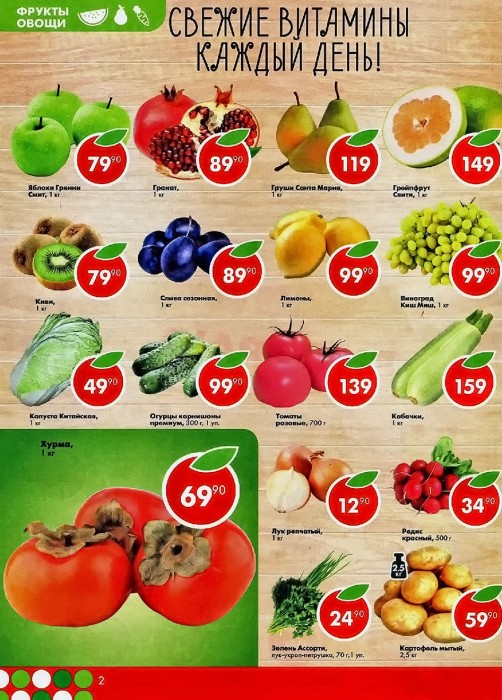 ФРУКТЫ
ОВОЩИ
СВЕЖИЕ ВИТАМИНЫ
КАЖДЫЙ ДЕНЬ!
79 90
Яблоки Гренни
Смит, 1 кг
89 90
Гранат,
1 кг
119
Груши Санта Мария,
1 кг
149
Грейпфрут
Свити, 1 кг
79 90
Киви,
1 кг
89 90
Слива сезонная,
1 кг
99 90
Лимоны,
1 кг
99 90
Виноград
Киш Миш, 1 кг
49 90
Капуста Китайская,
1 кг
99 90
Огурцы корнишоны
премиум, 500 г, 1 уп.
139
Томаты
розовые, 700 г
159
Кабачки,
1 кг
Хурма,
1 кг
69 90
12 90
Лук репчатый,
1 кг
34 90
Редис
красный, 500 г
24 90
Зелень Ассорти,
лук-укроп-петрушка, 70 г, 1 уп.
2,5
КГ
59 90
Картофель мытый,
2,5 кг
2